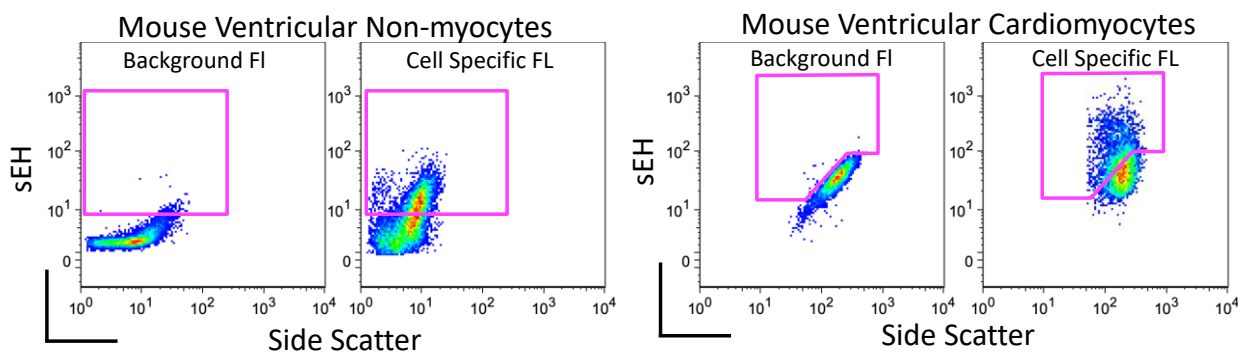 Mouse Ventricular Non-myocytes
Background Fl
Cell Specific FL
sEH
10³
10²
10¹
0
10⁰ 10¹ 10² 10³ 10⁴
10³
10²
10¹
0
10⁰ 10¹ 10² 10³ 10⁴
Side Scatter
Mouse Ventricular Cardiomyocytes
Background Fl
Cell Specific FL
sEH
10³
10²
10¹
0
10⁰ 10¹ 10² 10³ 10⁴
10³
10²
10¹
0
10⁰ 10¹ 10² 10³ 10⁴
Side Scatter